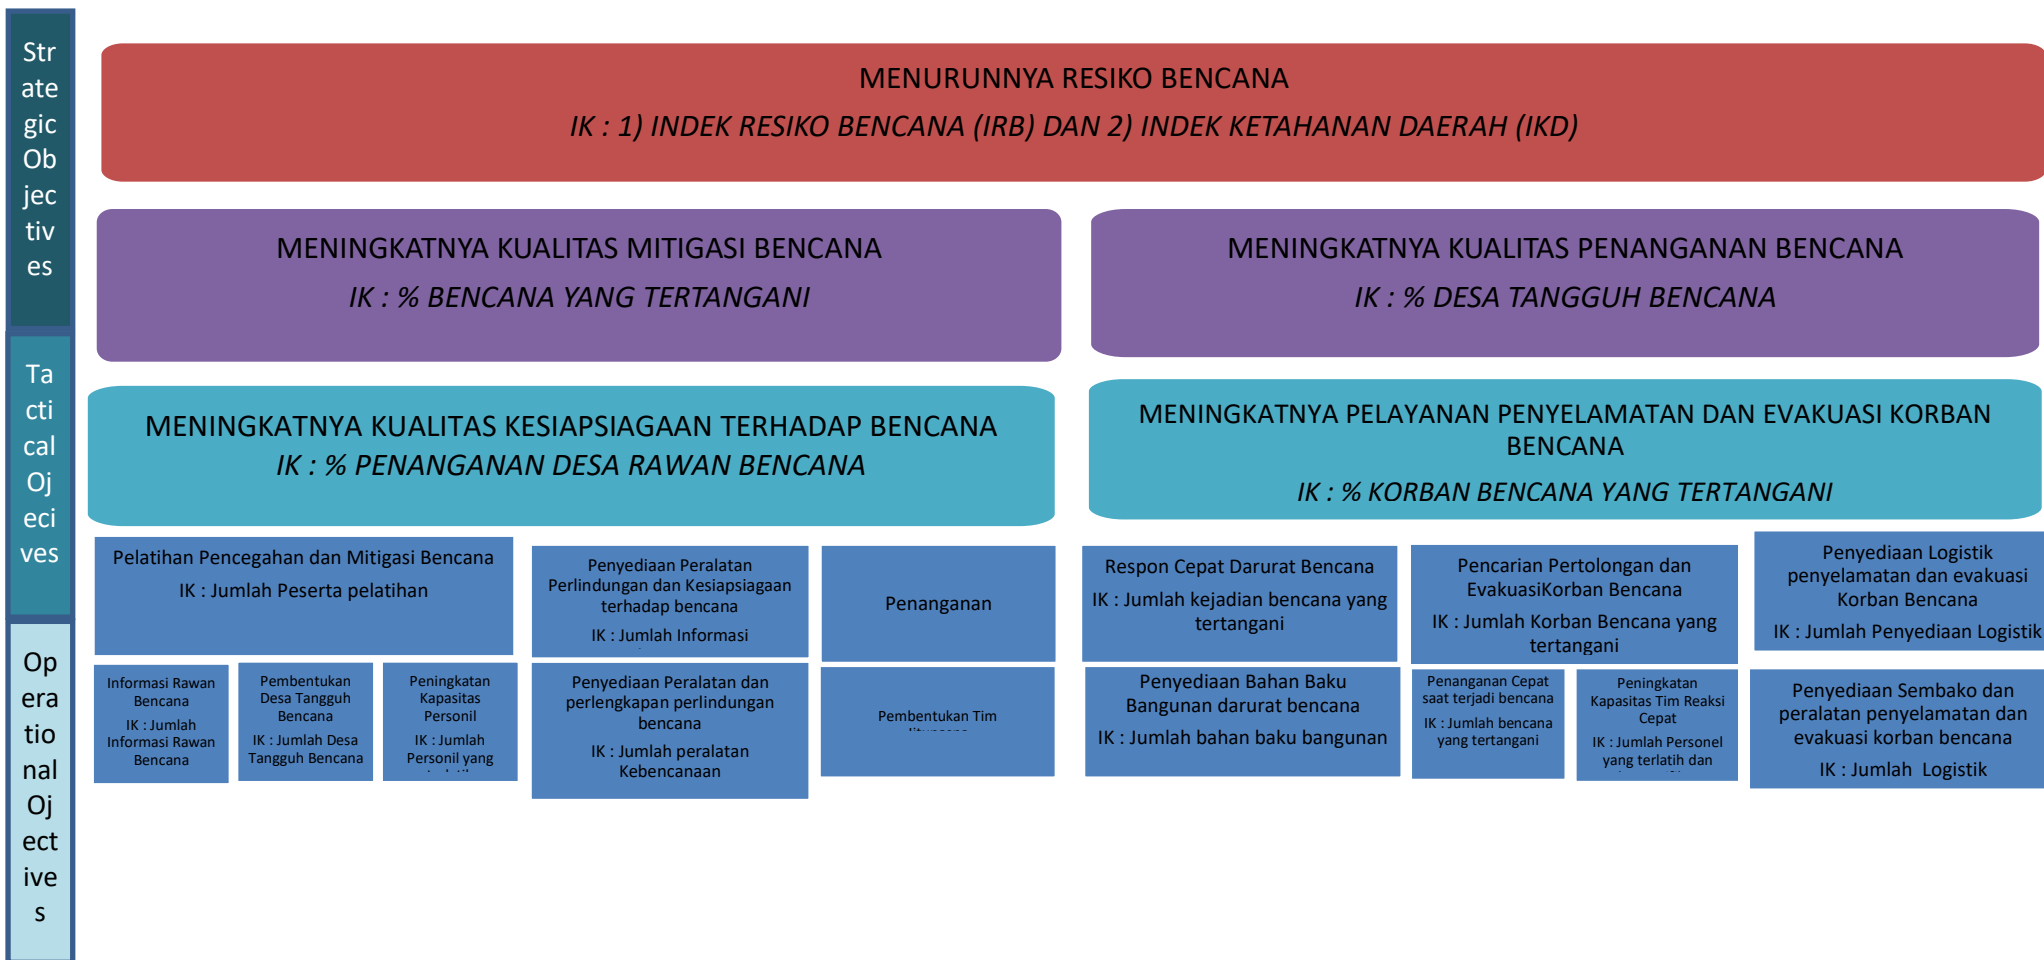 Str
ate
gic
Ob
jec
tiv
es
Ta
cti
cal
Oj
eci
ves
Op
era
tio
nal
Oj
ect
ive
s
MENURUNNYA RESIKO BENCANA
IK : 1) INDEK RESIKO BENCANA (IRB) DAN 2) INDEK KETAHANAN DAERAH (IKD)
MENINGKATNYA KUALITAS MITIGASI BENCANA
IK : % BENCANA YANG TERTANGANI
MENINGKATNYA KUALITAS PENANGANAN BENCANA
IK : % DESA TANGGUH BENCANA
MENINGKATNYA KUALITAS KESIAPSIAGAAN TERHADAP BENCANA
IK : % PENANGANAN DESA RAWAN BENCANA
MENINGKATNYA PELAYANAN PENYELAMATAN DAN EVAKUASI KORBAN
BENCANA
IK : % KORBAN BENCANA YANG TERTANGANI
Pelatihan Pencegahan dan Mitigasi Bencana
IK : Jumlah Peserta pelatihan
Penyediaan Peralatan
Perlindungan dan Kesiapsiagaan
terhadap bencana
IK : Jumlah Informasi
Penanganan
Respon Cepat Darurat Bencana
IK : Jumlah kejadian bencana yang
tertangani
Pencarian Pertolongan dan
EvakuasiKorban Bencana
IK : Jumlah Korban Bencana yang
tertangani
Penyediaan Logistik
penyelamatan dan evakuasi
Korban Bencana
IK : Jumlah Penyediaan Logistik
Informasi Rawan
Bencana
IK : Jumlah
Informasi Rawan
Bencana
Pembentukan
Desa Tangguh
Bencana
IK : Jumlah Desa
Tangguh Bencana
Peningkatan
Kapasitas
Personil
IK : Jumlah
Personil yang
Penyediaan Peralatan dan
perlengkapan perlindungan
bencana
IK : Jumlah peralatan
Kebencanaan
Pembentukan Tim
Penyediaan Bahan Baku
Bangunan darurat bencana
IK : Jumlah bahan baku bangunan
Penanganan Cepat
saat terjadi bencana
IK : Jumlah bencana
yang tertangani
Peningkatan
Kapasitas Tim Reaksi
Cepat
IK : Jumlah Personel
yang terlatih dan
Penyediaan Sembako dan
peralatan penyelamatan dan
evakuasi korban bencana
IK : Jumlah  Logistik